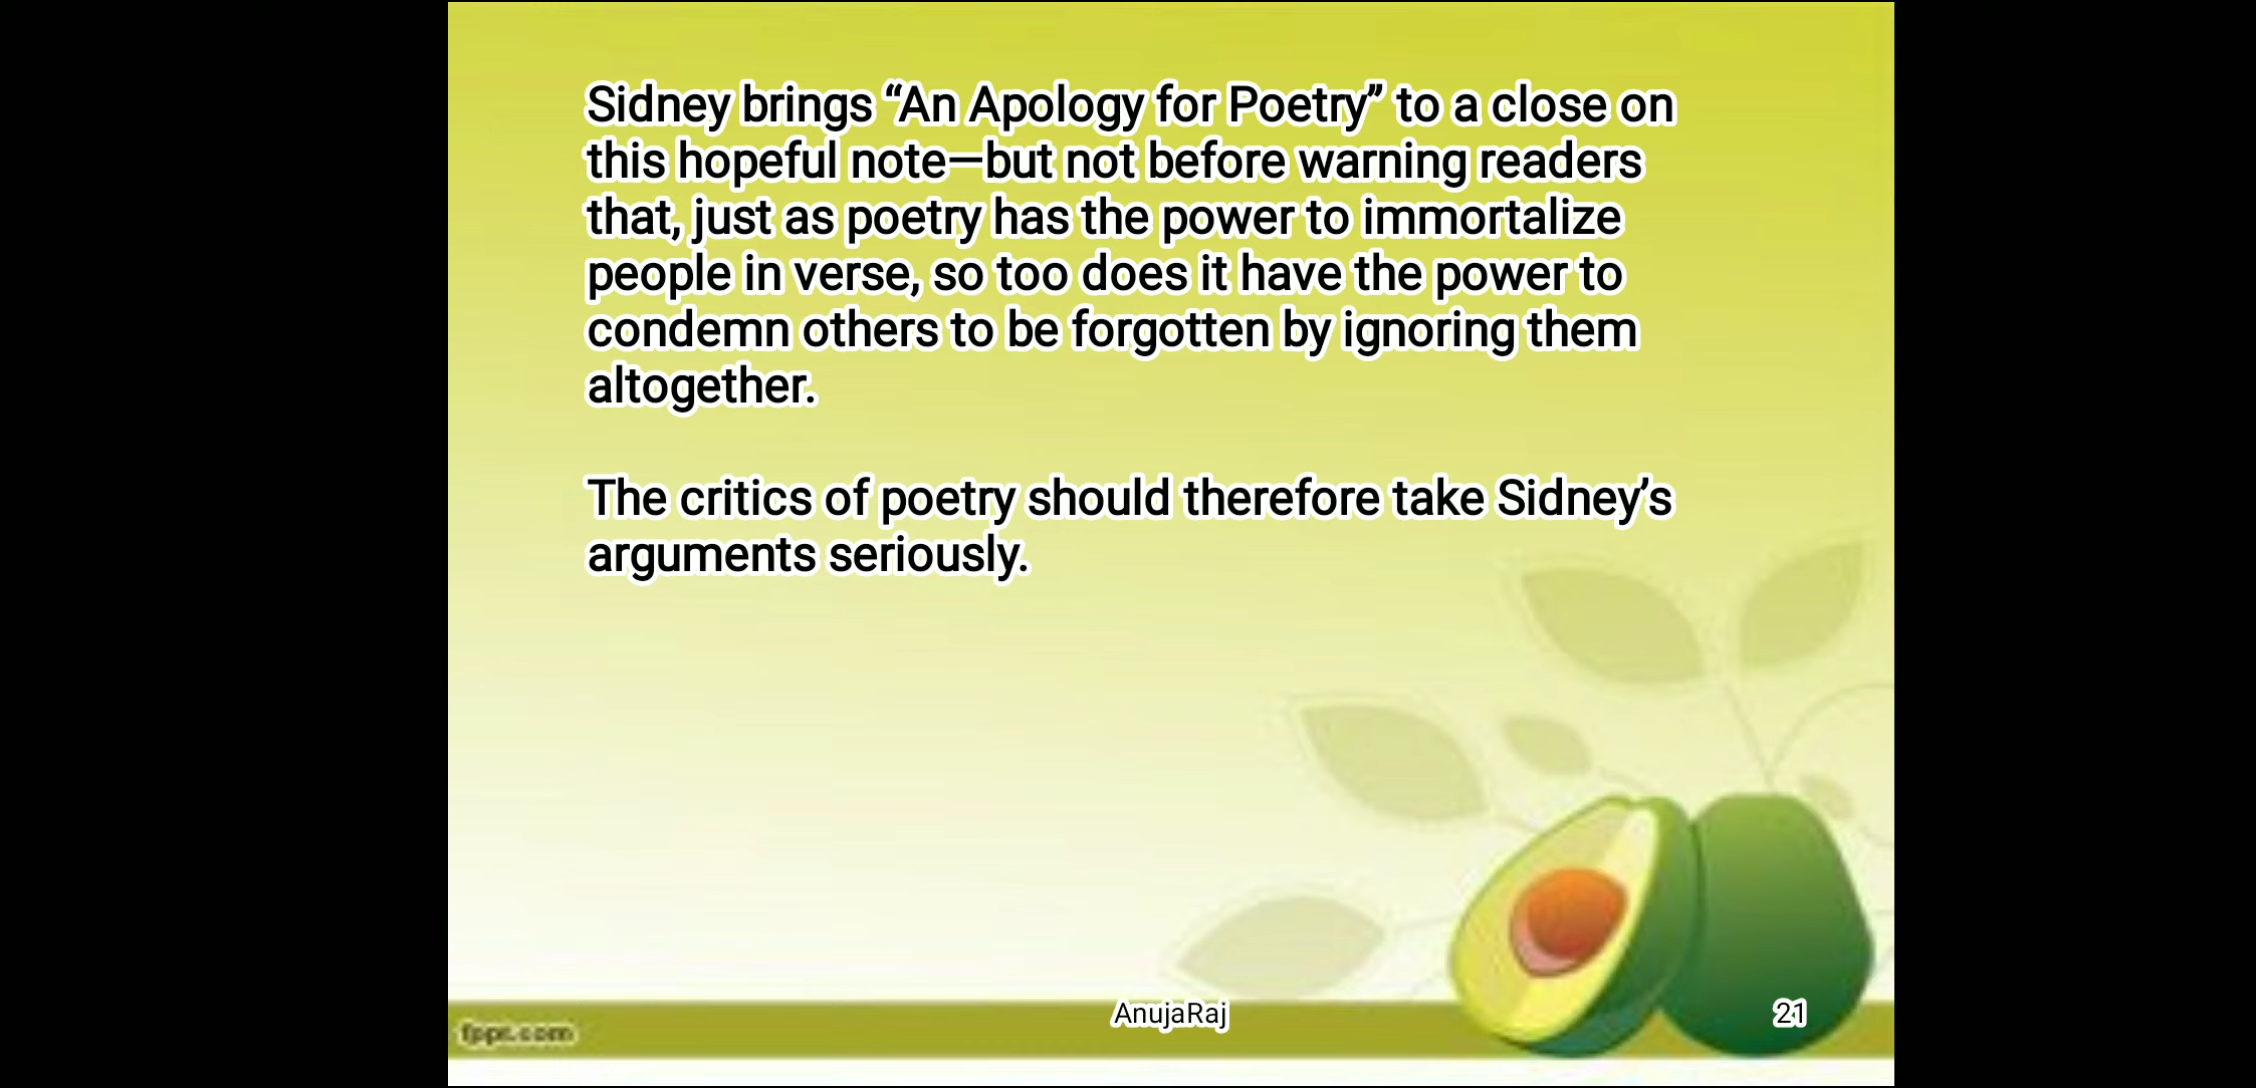 Sidney brings “An Apology for Poetry” to a close on
this hopeful note—but not before warning readers
that, just as poetry has the power to immortalize
people in verse, so too does it have the power to
condemn others to be forgotten by ignoring them
altogether.
The critics of poetry should therefore take Sidney’s
arguments seriously.
AnujaRaj
21
fppt.com